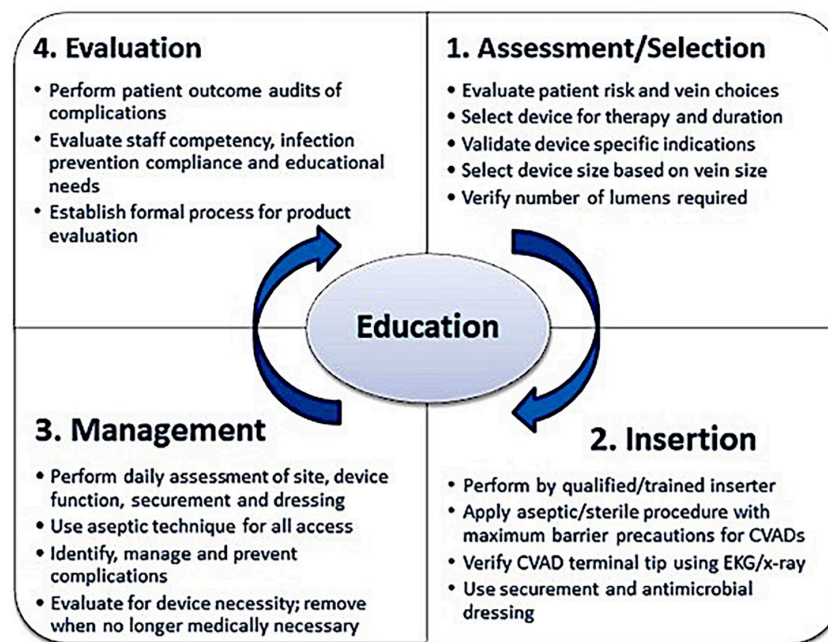 4. Evaluation
• Perform patient outcome audits of
complications
• Evaluate staff competency, infection
prevention compliance and educational
needs
• Establish formal process for product
evaluation
1. Assessment/Selection
• Evaluate patient risk and vein choices
• Select device for therapy and duration
• Validate device specific indications
• Select device size based on vein size
• Verify number of lumens required
Education
3. Management
• Perform daily assessment of site, device
function, securement and dressing
• Use aseptic technique for all access
• Identify, manage and prevent
complications
• Evaluate for device necessity; remove
when no longer medically necessary
2. Insertion
• Perform by qualified/trained inserter
• Apply aseptic/sterile procedure with
maximum barrier precautions for CVADs
• Verify CVAD terminal tip using EKG/x-ray
• Use securement and antimicrobial
dressing